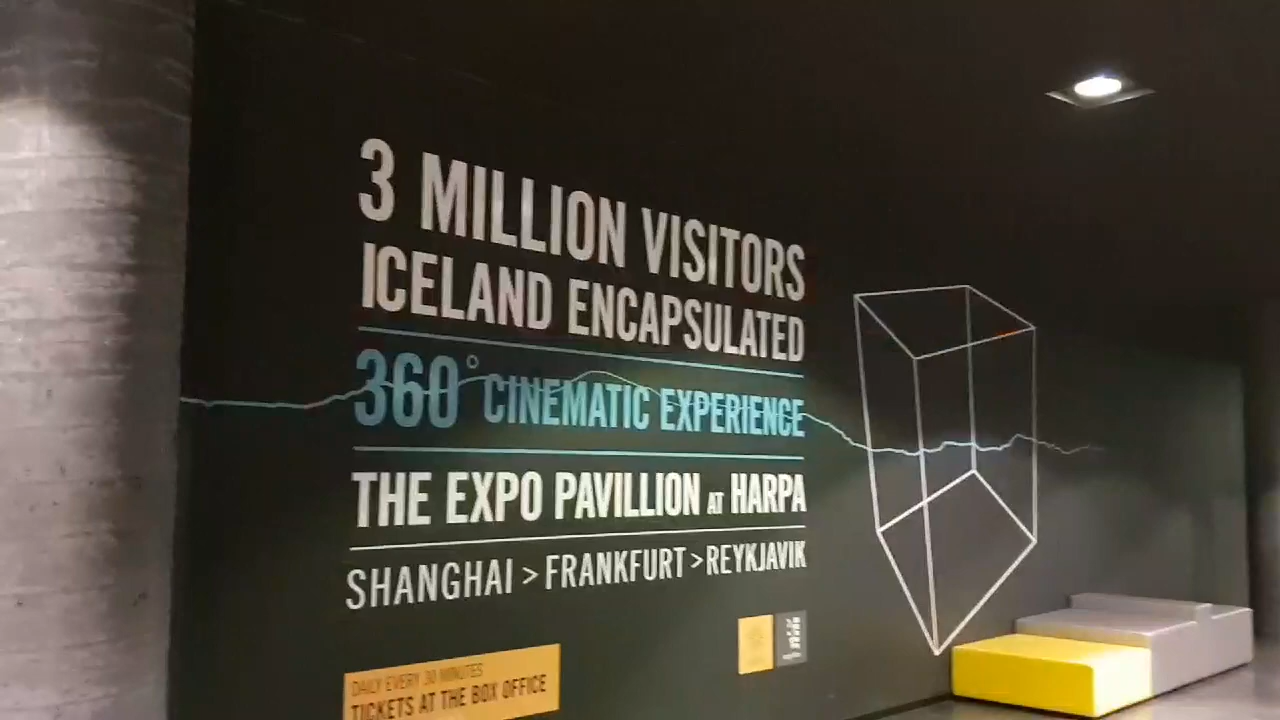 3 MILLION VISITORS
ICELAND ENCAPSULATED
360° CINEMATIC EXPERIENCE
THE EXPO PAVILLION AT HARPA
SHANGHAI > FRANKFURT > REYKJAVIK
DAILY EVERY 30 MINUTES
TICKETS AT THE BOX OFFICE